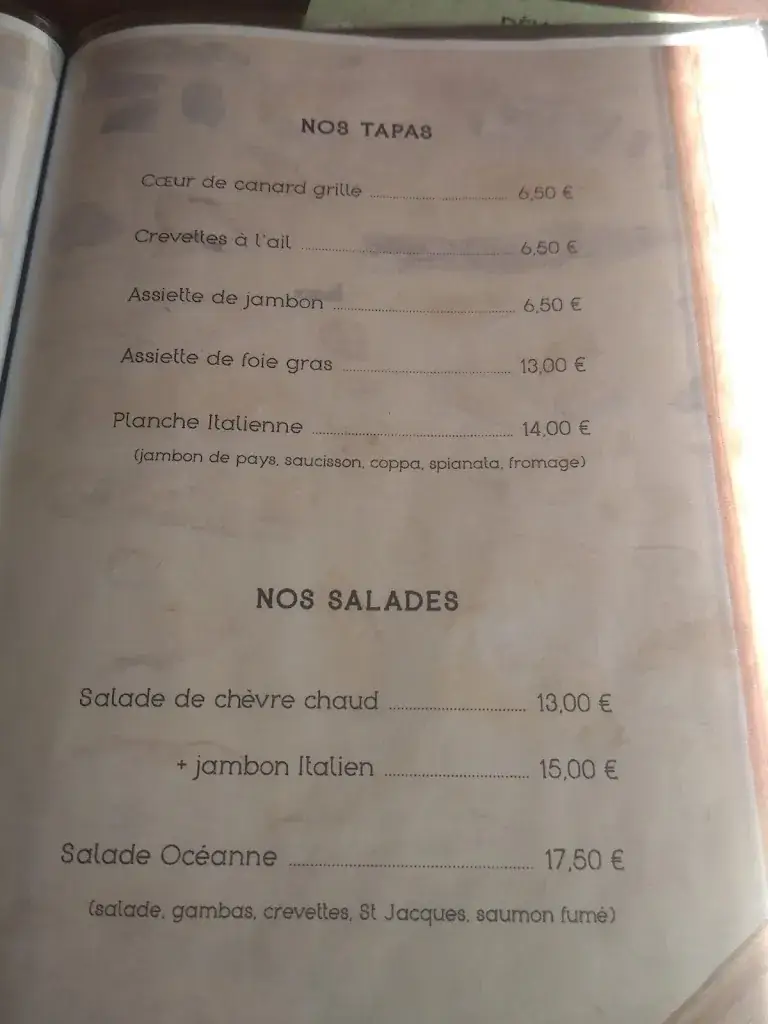 NOS TAPAS
Cœur de canard grille ........ 6,50 €
Crevettes à l'ail ........ 6,50 €
Assiette de jambon ........ 6,50 €
Assiette de foie gras ........ 13,00 €
Planche Italienne ........ 14,00 €
(jambon de pays, saucisson, coppa, spianata, fromage)
NOS SALADES
Salade de chèvre chaud ........ 13,00 €
+ jambon Italien ........ 15,00 €
Salade Océanne ........ 17,50 €
(salade, gambas, crevettes, St Jacques, saumon fumé)